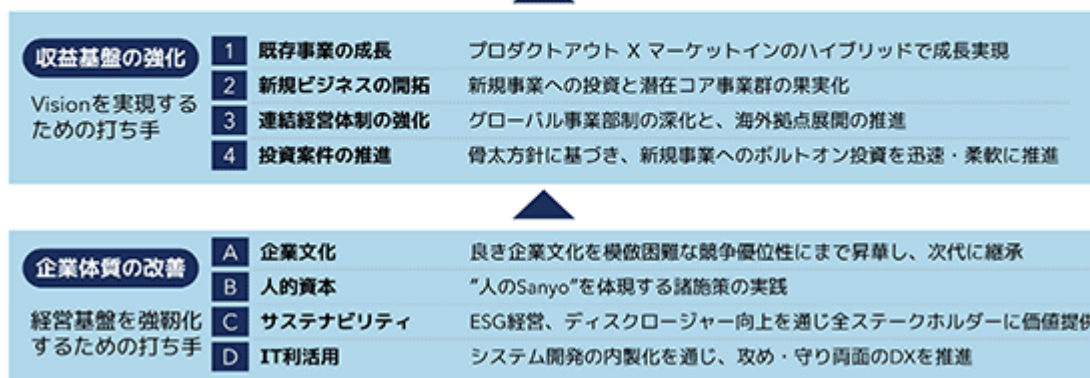 収益基盤の強化
Visionを実現する
ための打ち手
1 既存事業の成長 プロダクトアウト X マーケットインのハイブリッドで成長実現
2 新規ビジネスの開拓 新規事業への投資と潜在コア事業群の果実化
3 連結経営体制の強化 グローバル事業部制の深化と、海外拠点展開の推進
4 投資案件の推進 骨太方針に基づき、新規事業へのボルトオン投資を迅速・柔軟に推進
企業体質の改善
経営基盤を強靭化
するための打ち手
A 企業文化 良き企業文化を模倣困難な競争優位性にまで昇華し、次代に継承
B 人的資本 "人のSanyo"を体現する諸施策の実践
C サステナビリティ ESG経営、ディスクロージャー向上を通じ全ステークホルダーに価値提供
D IT利活用 システム開発の内製化を通じ、攻め・守り両面のDXを推進